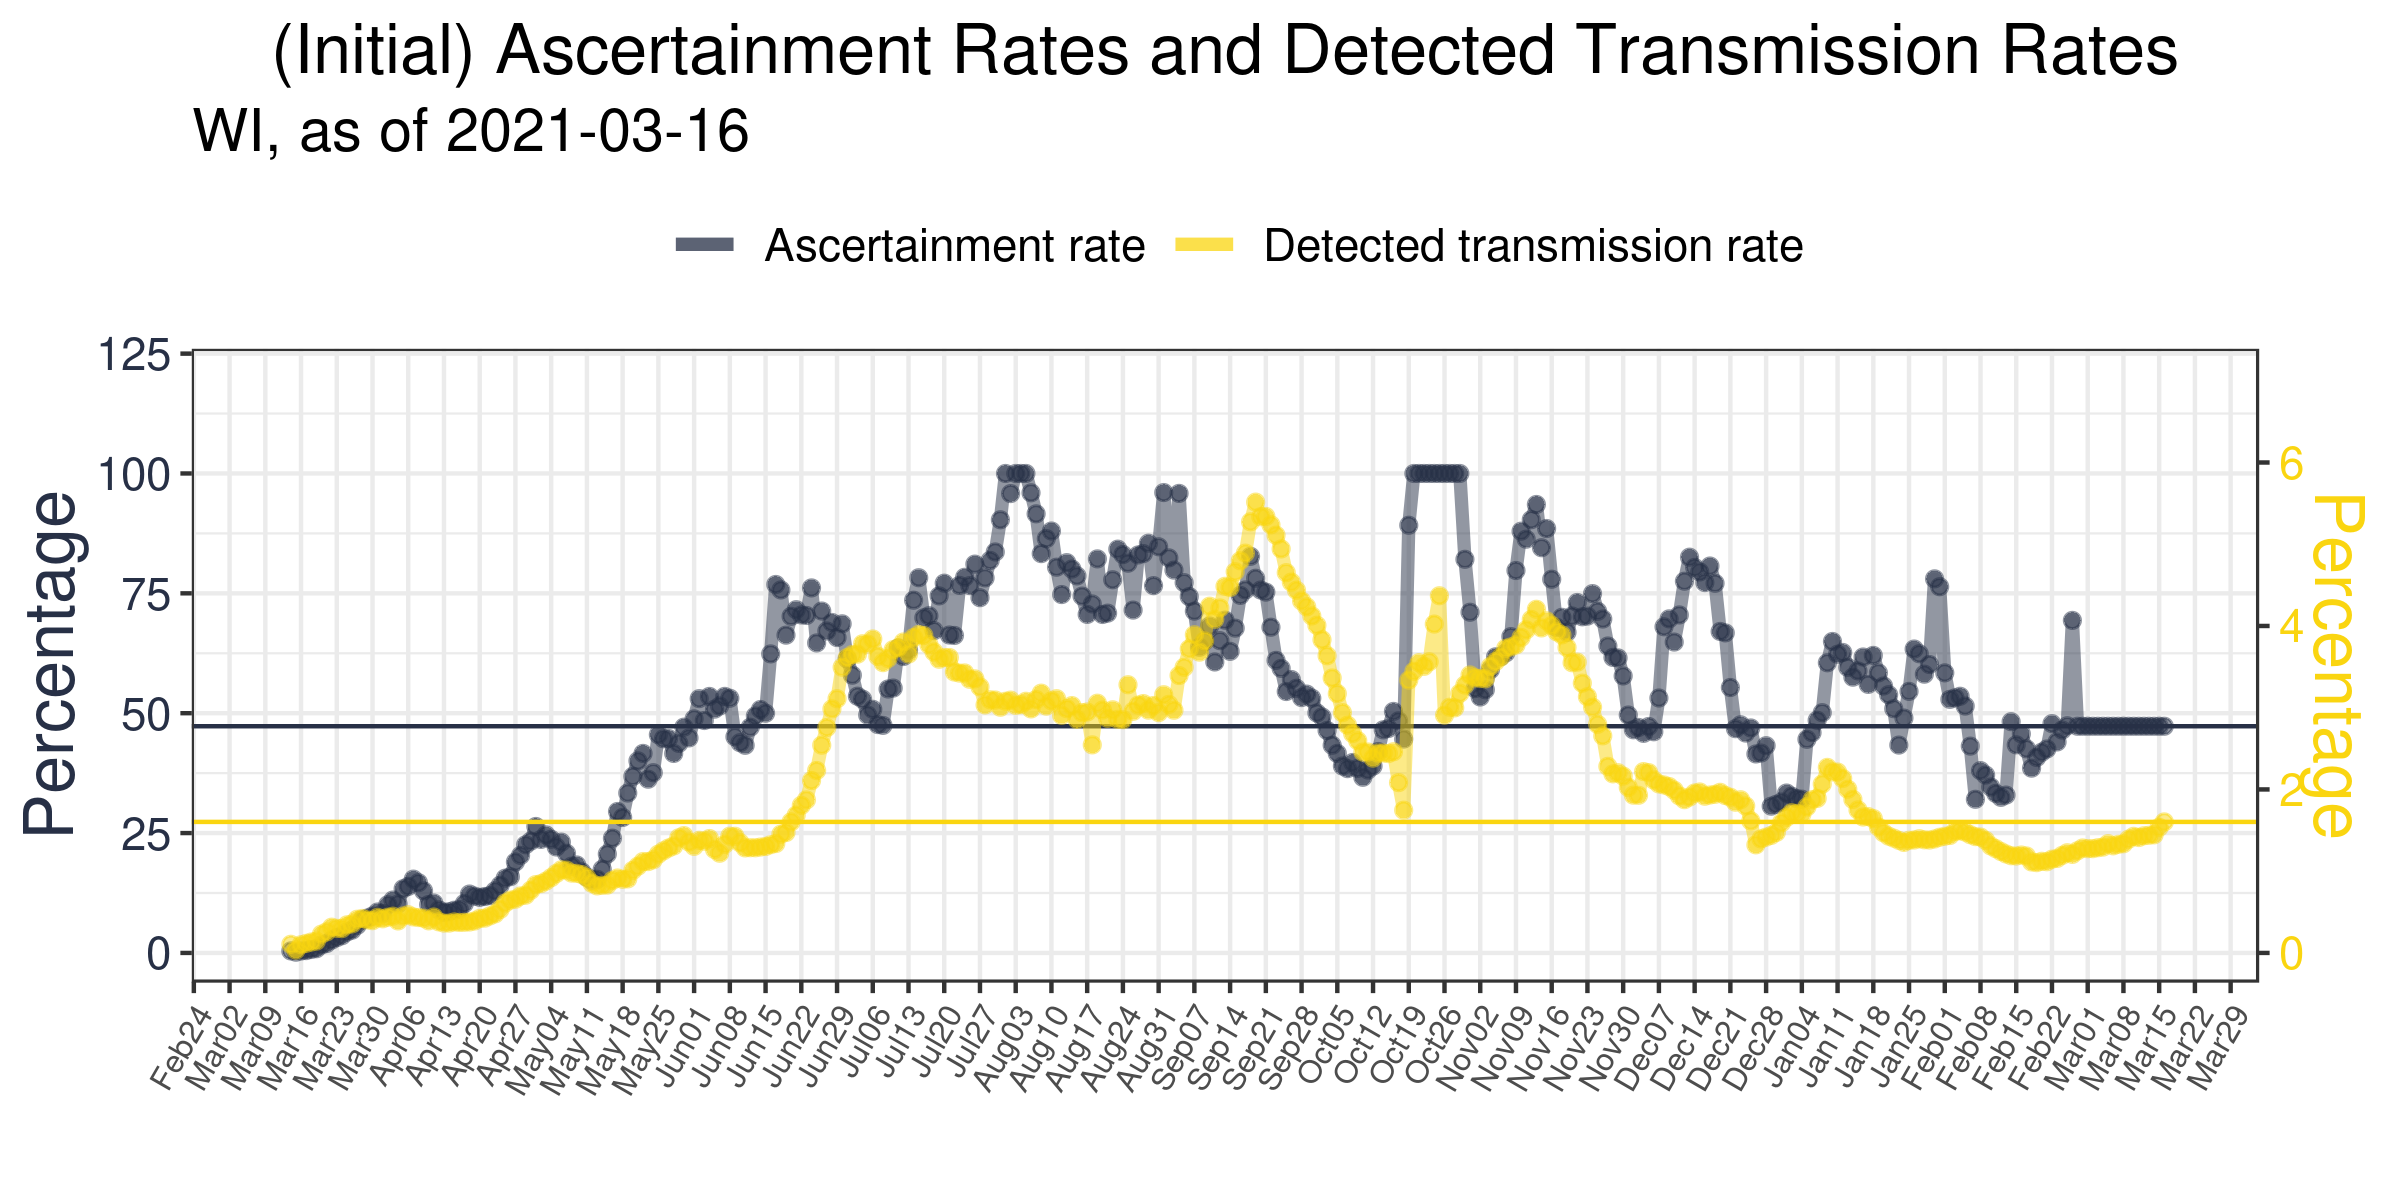 (Initial) Ascertainment Rates and Detected Transmission Rates
WI, as of 2021-03-16
Ascertainment rate
Detected transmission rate
Percentage
125
100
75
50
25
0
6
4
2
0
Percentage
Feb24
Mar02
Mar09
Mar16
Mar23
Mar30
Apr06
Apr13
Apr20
Apr27
May04
May11
May18
May25
Jun01
Jun08
Jun15
Jun22
Jun29
Jul06
Jul13
Jul20
Jul27
Aug03
Aug10
Aug17
Aug24
Aug31
Sep07
Sep14
Sep21
Sep28
Oct05
Oct12
Oct19
Oct26
Nov02
Nov09
Nov16
Nov23
Nov30
Dec07
Dec14
Dec21
Dec28
Jan04
Jan11
Jan18
Jan25
Feb01
Feb08
Feb15
Feb22
Mar01
Mar08
Mar15
Mar22
Mar29